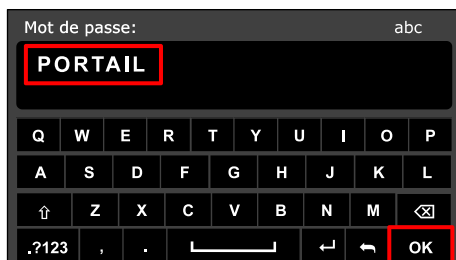 Mot de passe: abc
PORTAIL
Q W E R T Y U I O P
A S D F G H J K L
Z X C V B N M
.?123 , . OK